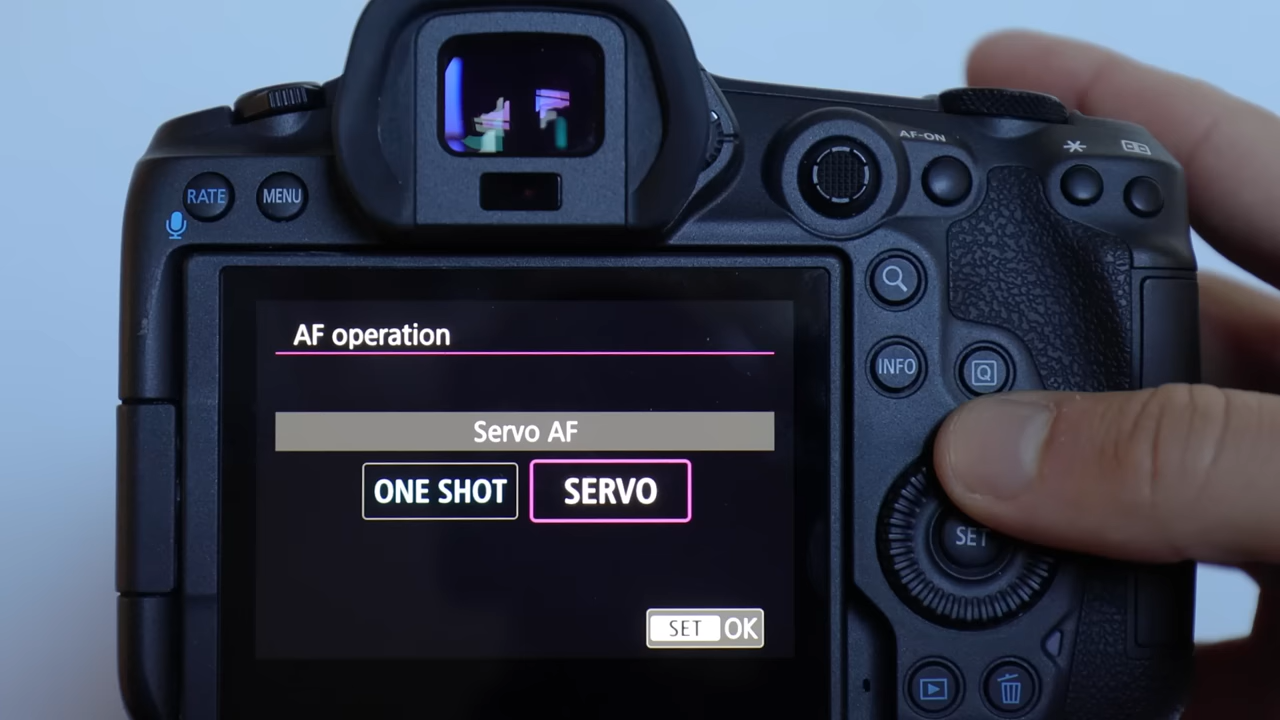 AF-ON
RATE
MENU
INFO
Q
AF operation
Servo AF
ONE SHOT
SERVO
SET
SET OK